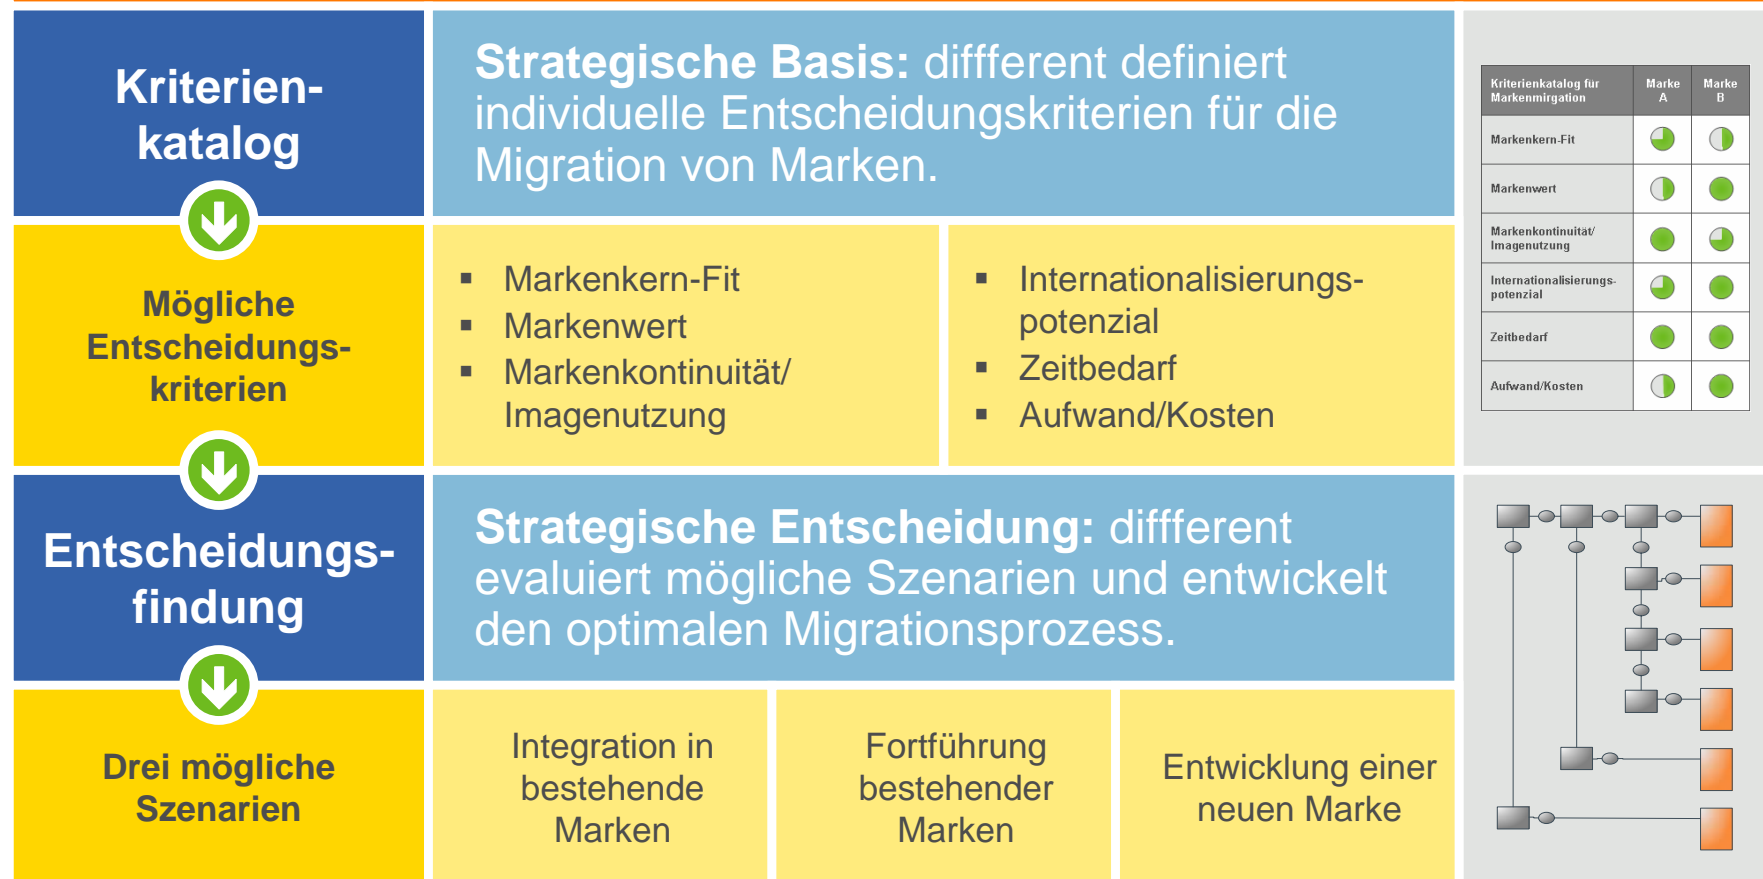 Kriterien-
katalog
Strategische Basis: diffferent definiert
individuelle Entscheidungskriterien für die
Migration von Marken.
Mögliche
Entscheidungs-
kriterien
▪ Markenkern-Fit
▪ Markenwert
▪ Markenkontinuität/
Imagenutzung
▪ Internationalisierungs-
potenzial
▪ Zeitbedarf
▪ Aufwand/Kosten
Kriterienkatalog für
Markenmirgation
Marke
A
Marke
B
Markenkern-Fit
Markenwert
Markenkontinuität/
Imagenutzung
Internationalisierungs-
potenzial
Zeitbedarf
Aufwand/Kosten
Entscheidungs-
findung
Strategische Entscheidung: diffferent
evaluiert mögliche Szenarien und entwickelt
den optimalen Migrationsprozess.
Drei mögliche
Szenarien
Integration in
bestehende
Marken
Fortführung
bestehender
Marken
Entwicklung einer
neuen Marke